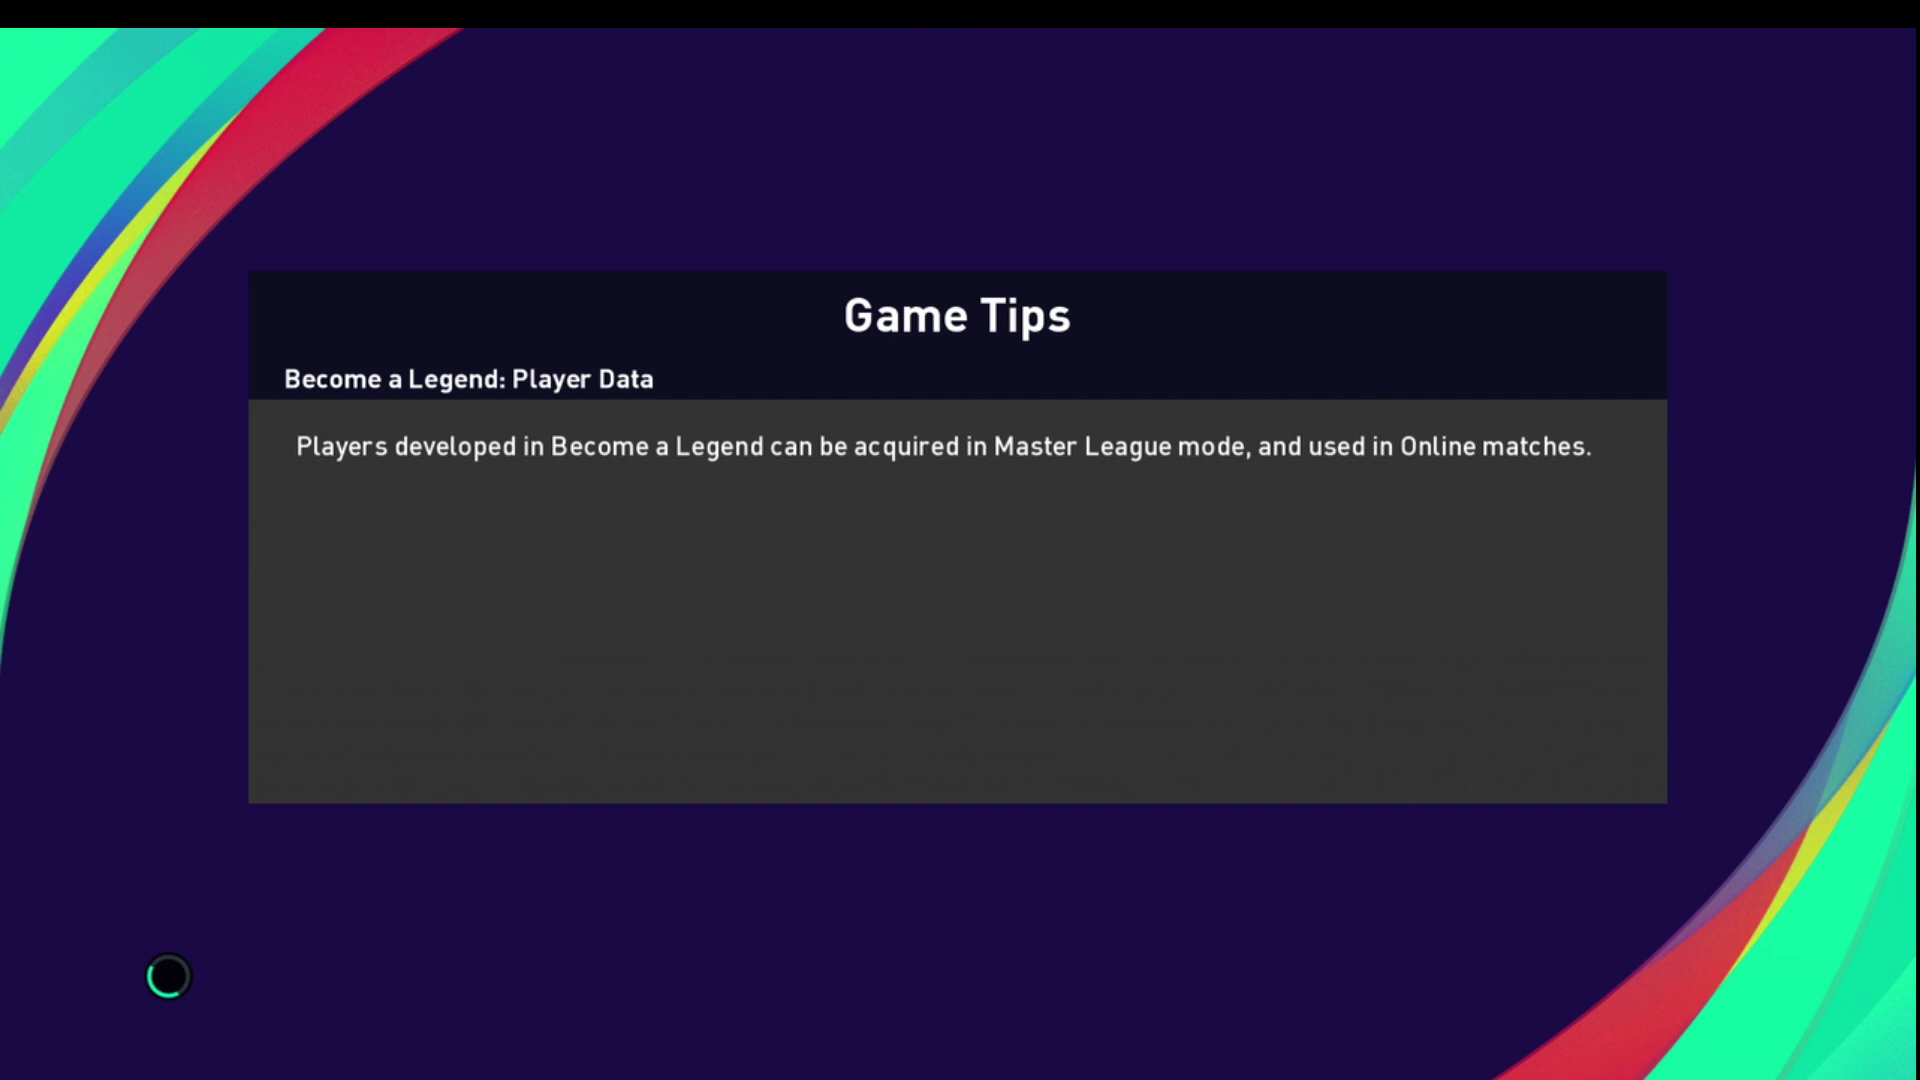 Game Tips
Become a Legend: Player Data
Players developed in Become a Legend can be acquired in Master League mode, and used in Online matches.